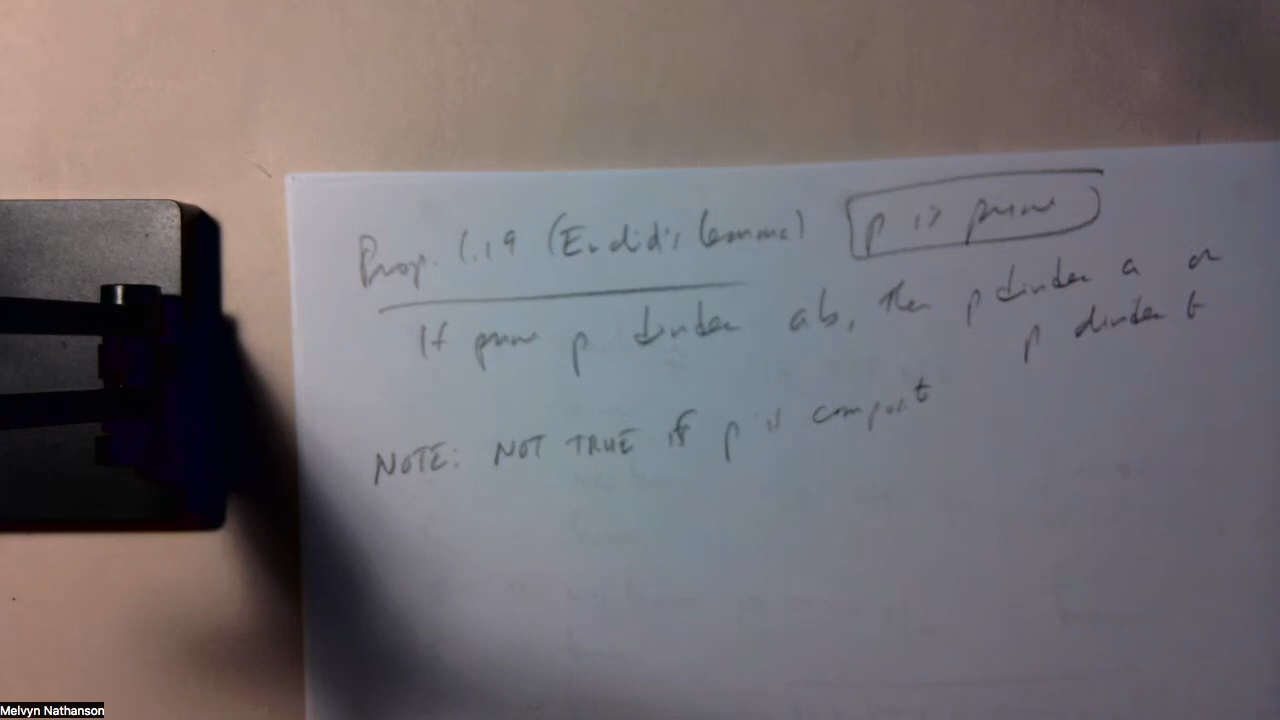 Prop. 1.19 (Euclid's Lemma) p is prime
If prime p divides ab, then p divides a or
p divides b
NOTE: NOT TRUE if p is composite
Melvyn Nathanson